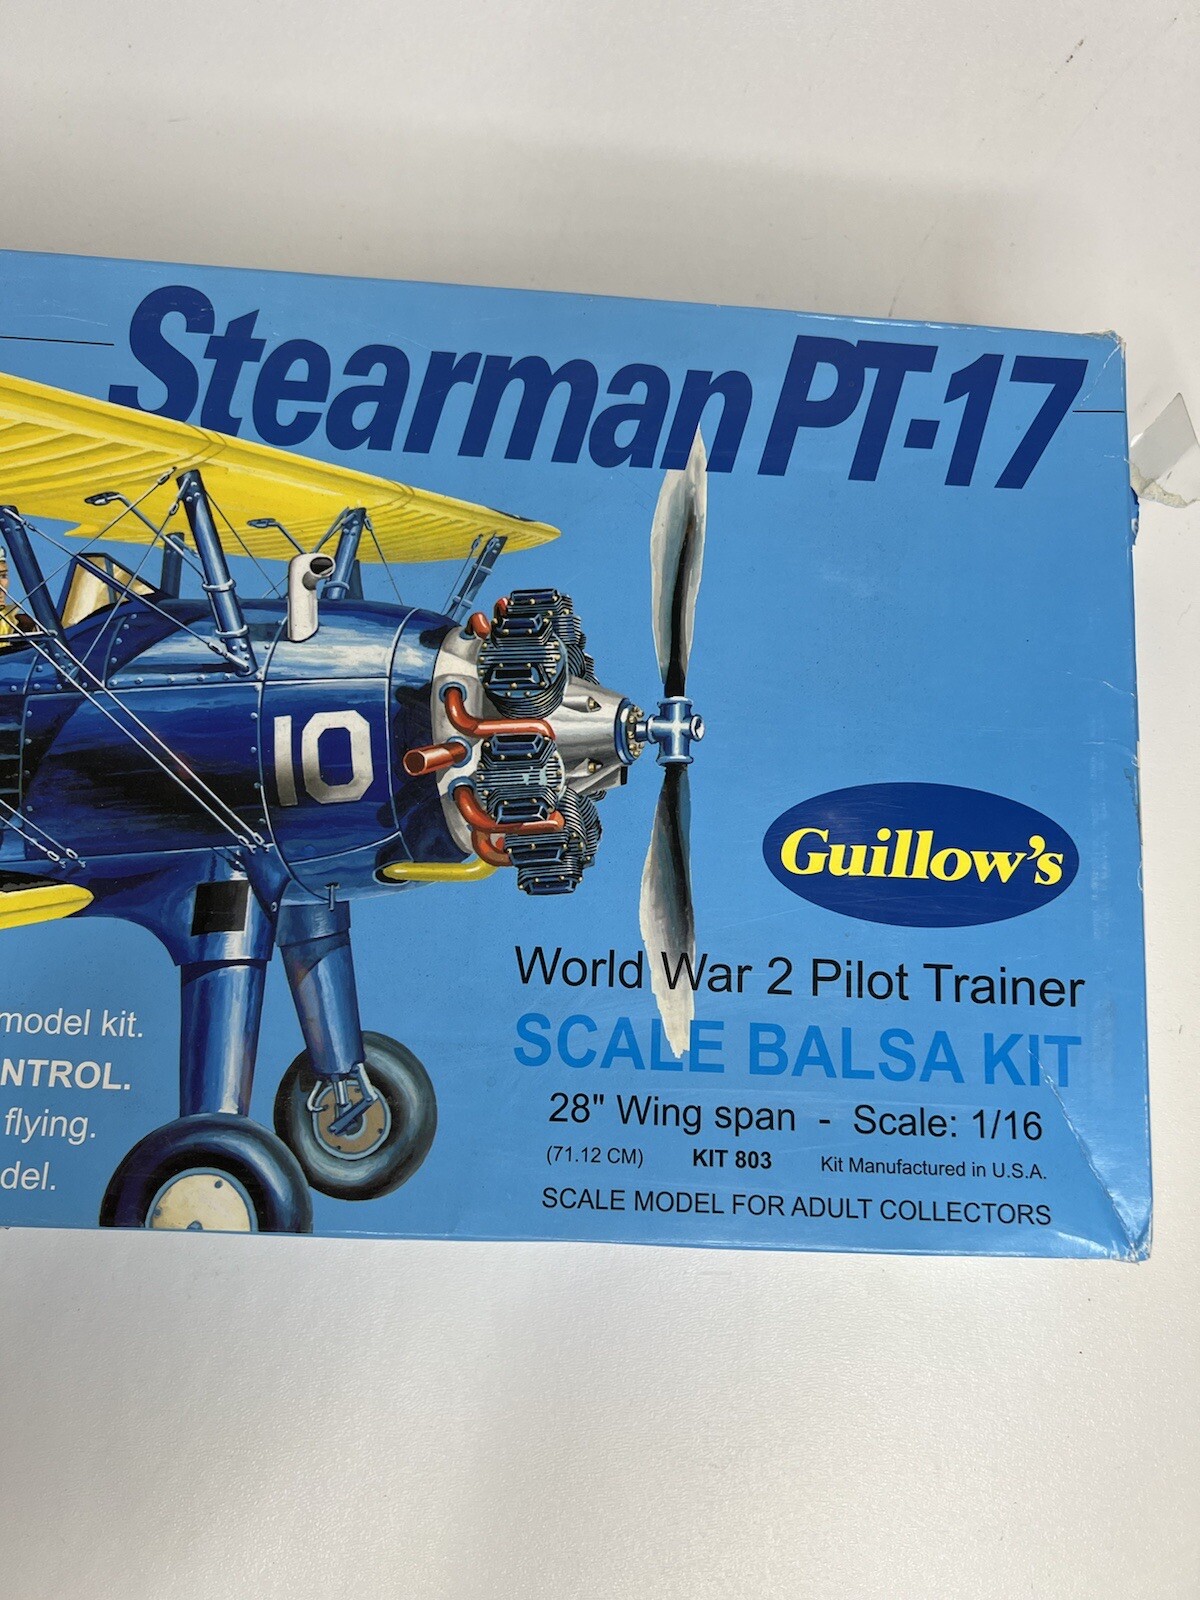 Stearman PT-17
10
Guillow's
World War 2 Pilot Trainer
SCALE BALSA KIT
28" Wing span - Scale: 1/16
(71.12 CM) KIT 803 Kit Manufactured in U.S.A.
SCALE MODEL FOR ADULT COLLECTORS
model kit.
NTROL.
flying.
del.